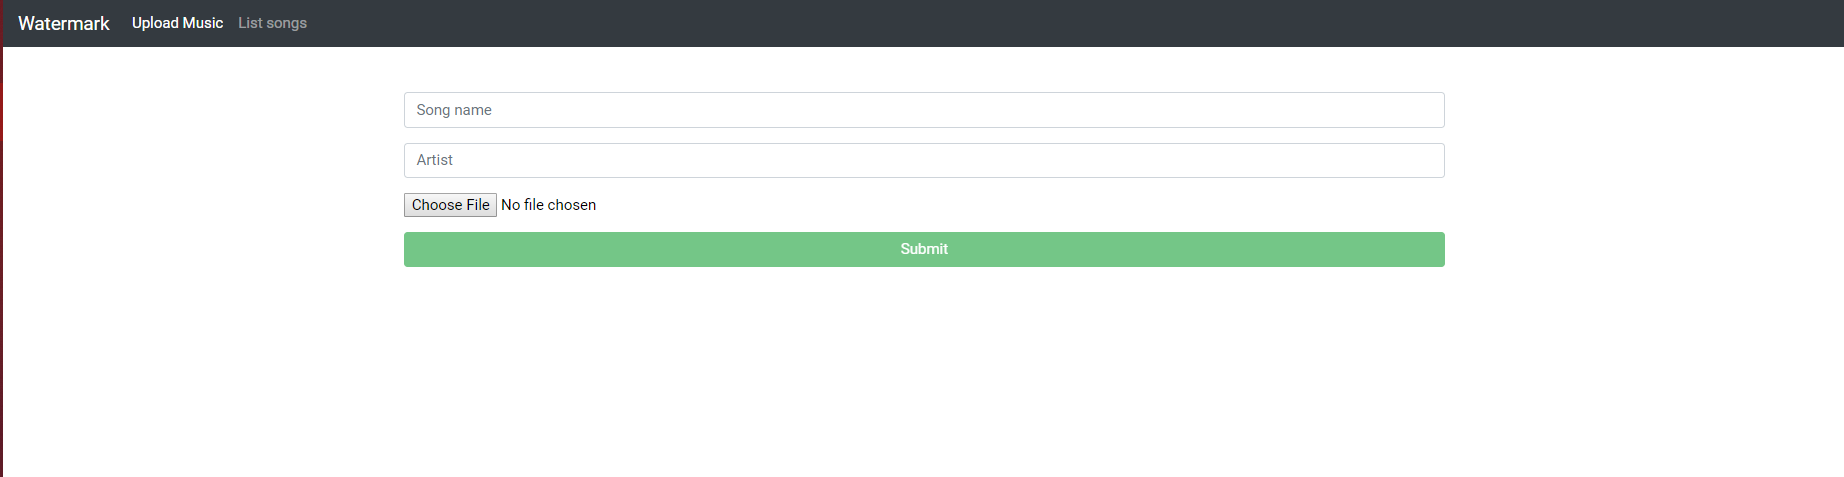 Watermark Upload Music List songs
Song name
Artist
Choose File No file chosen
Submit